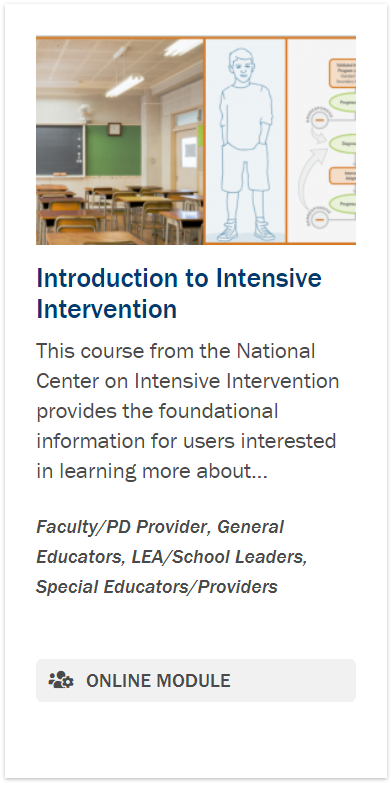 Introduction to Intensive
Intervention
This course from the National
Center on Intensive Intervention
provides the foundational
information for users interested
in learning more about...
Faculty/PD Provider, General
Educators, LEA/School Leaders,
Special Educators/Providers
ONLINE MODULE